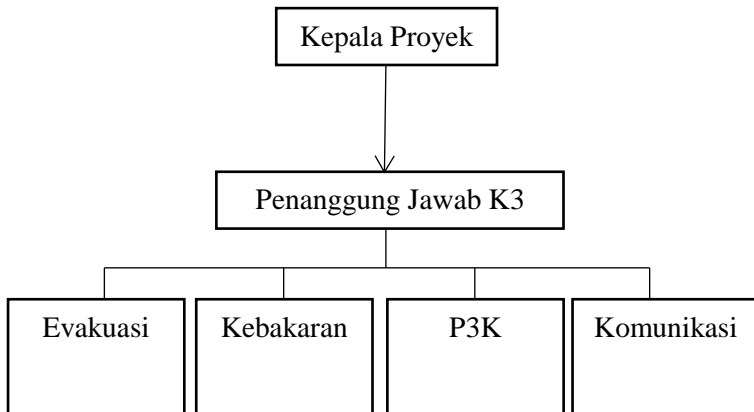 Kepala Proyek
Penanggung Jawab K3
Evakuasi
Kebakaran
P3K
Komunikasi